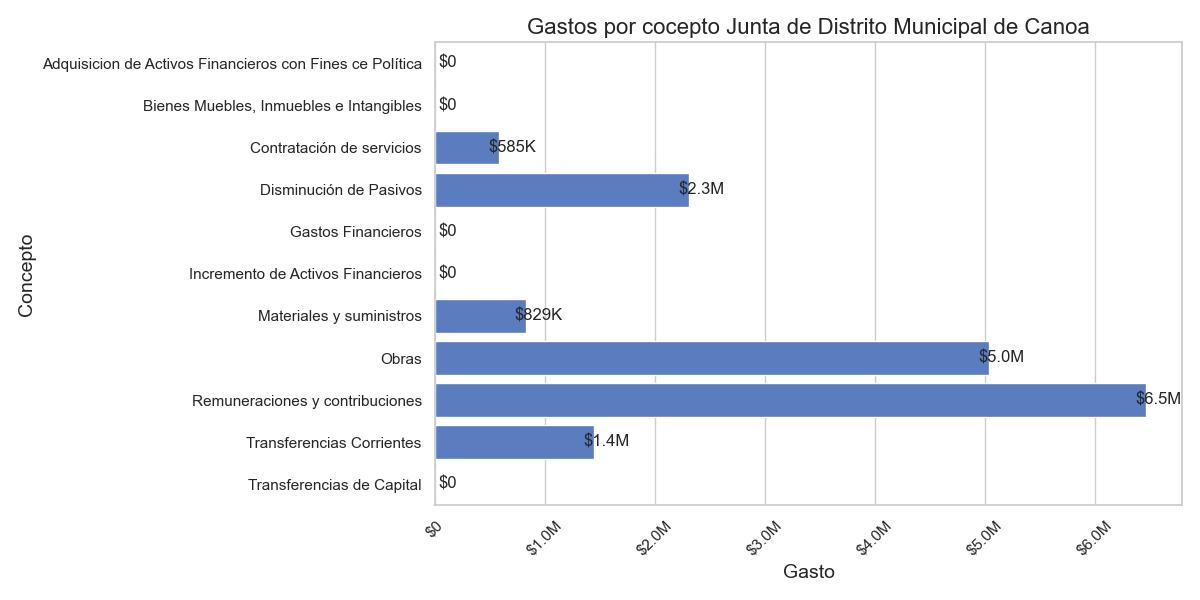 Gastos por cocepto Junta de Distrito Municipal de Canoa
Concepto
Adquisicion de Activos Financieros con Fines ce Política $0
Bienes Muebles, Inmuebles e Intangibles $0
Contratación de servicios $585K
Disminución de Pasivos $2.3M
Gastos Financieros $0
Incremento de Activos Financieros $0
Materiales y suministros $829K
Obras $5.0M
Remuneraciones y contribuciones $6.5M
Transferencias Corrientes $1.4M
Transferencias de Capital $0
$0 $1.0M $2.0M $3.0M $4.0M $5.0M $6.0M
Gasto